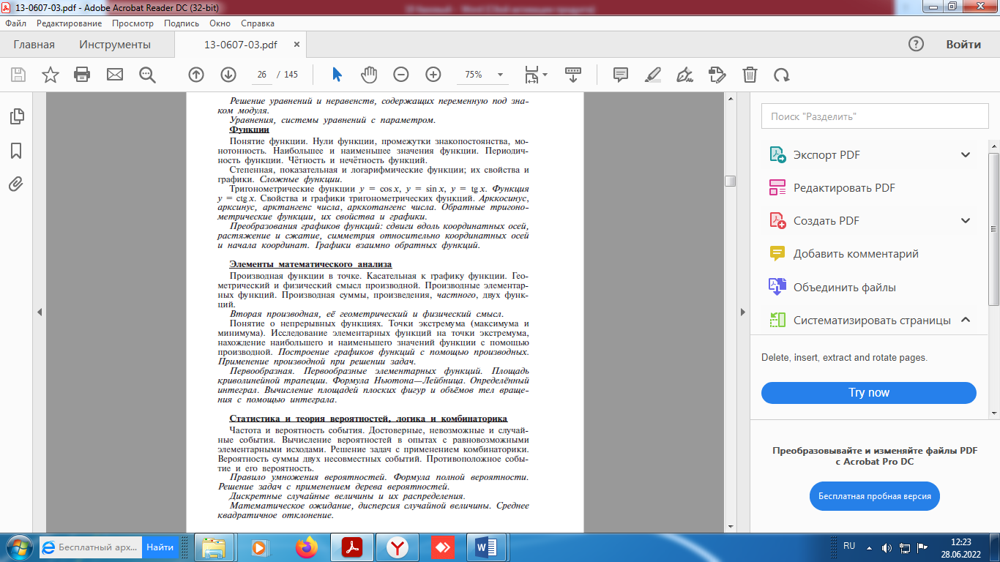 13-0607-03.pdf - Adobe Acrobat Reader DC (32-bit)
Файл Редактирование Просмотр Подпись Окно Справка
Главная Инструменты 13-0607-03.pdf × Войти
26 / 145 75%
Решение уравнений и неравенств, содержащих переменную под зна-
ком модуля.
Уравнения, системы уравнений с параметром.
Функции
Понятие функции. Нули функции, промежутки знакопостоянства, мо-
нотонность. Наибольшее и наименьшее значения функции. Периодич-
ность функции. Чётность и нечётность функций.
Степенная, показательная и логарифмические функции; их свойства и
графики. Сложные функции.
Тригонометрические функции y = cos x, y = sin x, y = tg x. Функция
y = ctg x. Свойства и графики тригонометрических функций. Арккосинус,
арксинус, арктангенс числа, арккотангенс числа. Обратные тригоно-
метрические функции, их свойства и графики.
Преобразования графиков функций: сдвиги вдоль координатных осей,
растяжение и сжатие, симметрия относительно координатных осей
и начала координат. Графики взаимно обратных функций.
Элементы математического анализа
Производная функции в точке. Касательная к графику функции. Гео-
метрический и физический смысл производной. Производные элементар-
ных функций. Производная суммы, произведения, частного, двух функ-
ций.
Вторая производная, её геометрический и физический смысл.
Понятие о непрерывных функциях. Точки экстремума (максимума и
минимума). Исследование элементарных функций на точки экстремума,
нахождение наибольшего и наименьшего значений функции с помощью
производной. Построение графиков функций с помощью производных.
Применение производной при решении задач.
Первообразная. Первообразные элементарных функций. Площадь
криволинейной трапеции. Формула Ньютона—Лейбница. Определённый
интеграл. Вычисление площадей плоских фигур и объёмов тел враще-
ния с помощью интеграла.
Статистика и теория вероятностей, логика и комбинаторика
Частота и вероятность события. Достоверные, невозможные и случай-
ные события. Вычисление вероятностей в опытах с равновозможными
элементарными исходами. Решение задач с применением комбинаторики.
Вероятность суммы двух несовместных событий. Противоположное собы-
тие и его вероятность.
Правило умножения вероятностей. Формула полной вероятности.
Решение задач с применением дерева вероятностей.
Дискретные случайные величины и их распределения.
Математическое ожидание, дисперсия случайной величины. Среднее
квадратичное отклонение.
Поиск "Разделить"
Экспорт PDF
Редактировать PDF
Создать PDF
Добавить комментарий
Объединить файлы
Систематизировать страницы
Delete, insert, extract and rotate pages.
Try now
Преобразовывайте и изменяйте файлы PDF
с Acrobat Pro DC
Бесплатная пробная версия
Бесплатный арх... Найти
RU
12:23
28.06.2022